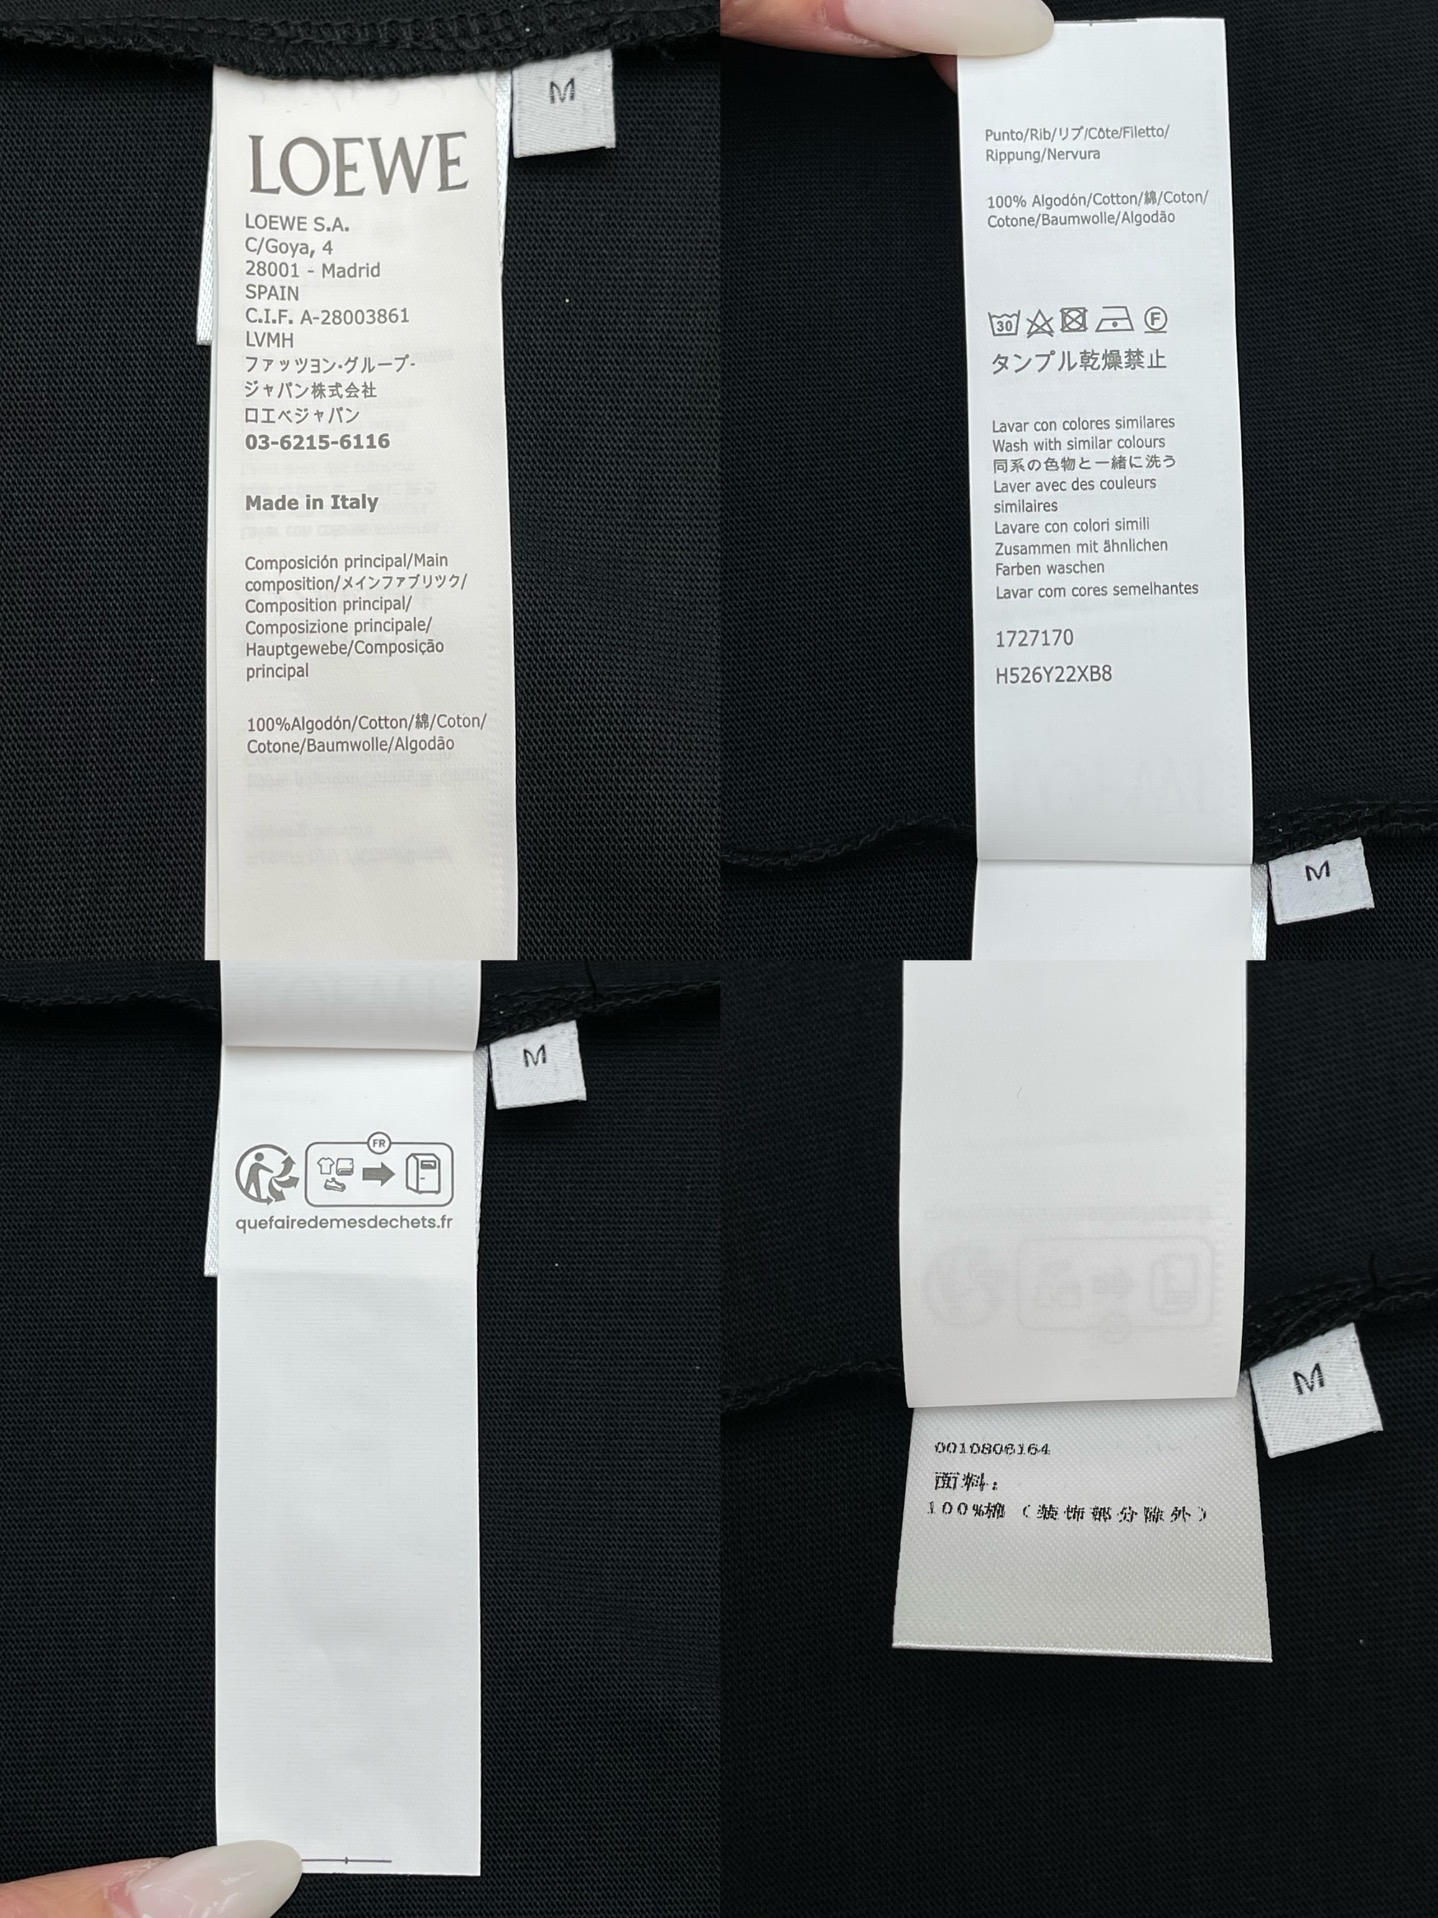 LOEWE
M
LOEWE S.A.
C/Goya, 4
28001 - Madrid
SPAIN
C.I.F. A-28003861
LVMH
ファッツョン・グループ-
ジャパン株式会社
ロエベジャパン
03-6215-6116
Made in Italy
Composición principal/Main
composition/メインファブリツク/
Composition principal/
Composizione principale/
Hauptgewebe/Composição
principal
100%Algodón/Cotton/綿/Coton/
Cotone/Baumwolle/Algodão
Punto/Rib/リブ/Côte/Filetto/
Rippung/Nervura
100% Algodón/Cotton/綿/Coton/
Cotone/Baumwolle/Algodão
30 F
タンプル乾燥禁止
Lavar con colores similares
Wash with similar colours
同系の色物と一緒に洗う
Laver avec des couleurs
similaires
Lavare con colori simili
Zusammen mit ähnlichen
Farben waschen
Lavar com cores semelhantes
1727170
H526Y22XB8
M
M
FR
quefairedemesdechets.fr
M
0010806164
面料：
100%棉（装饰部分除外）